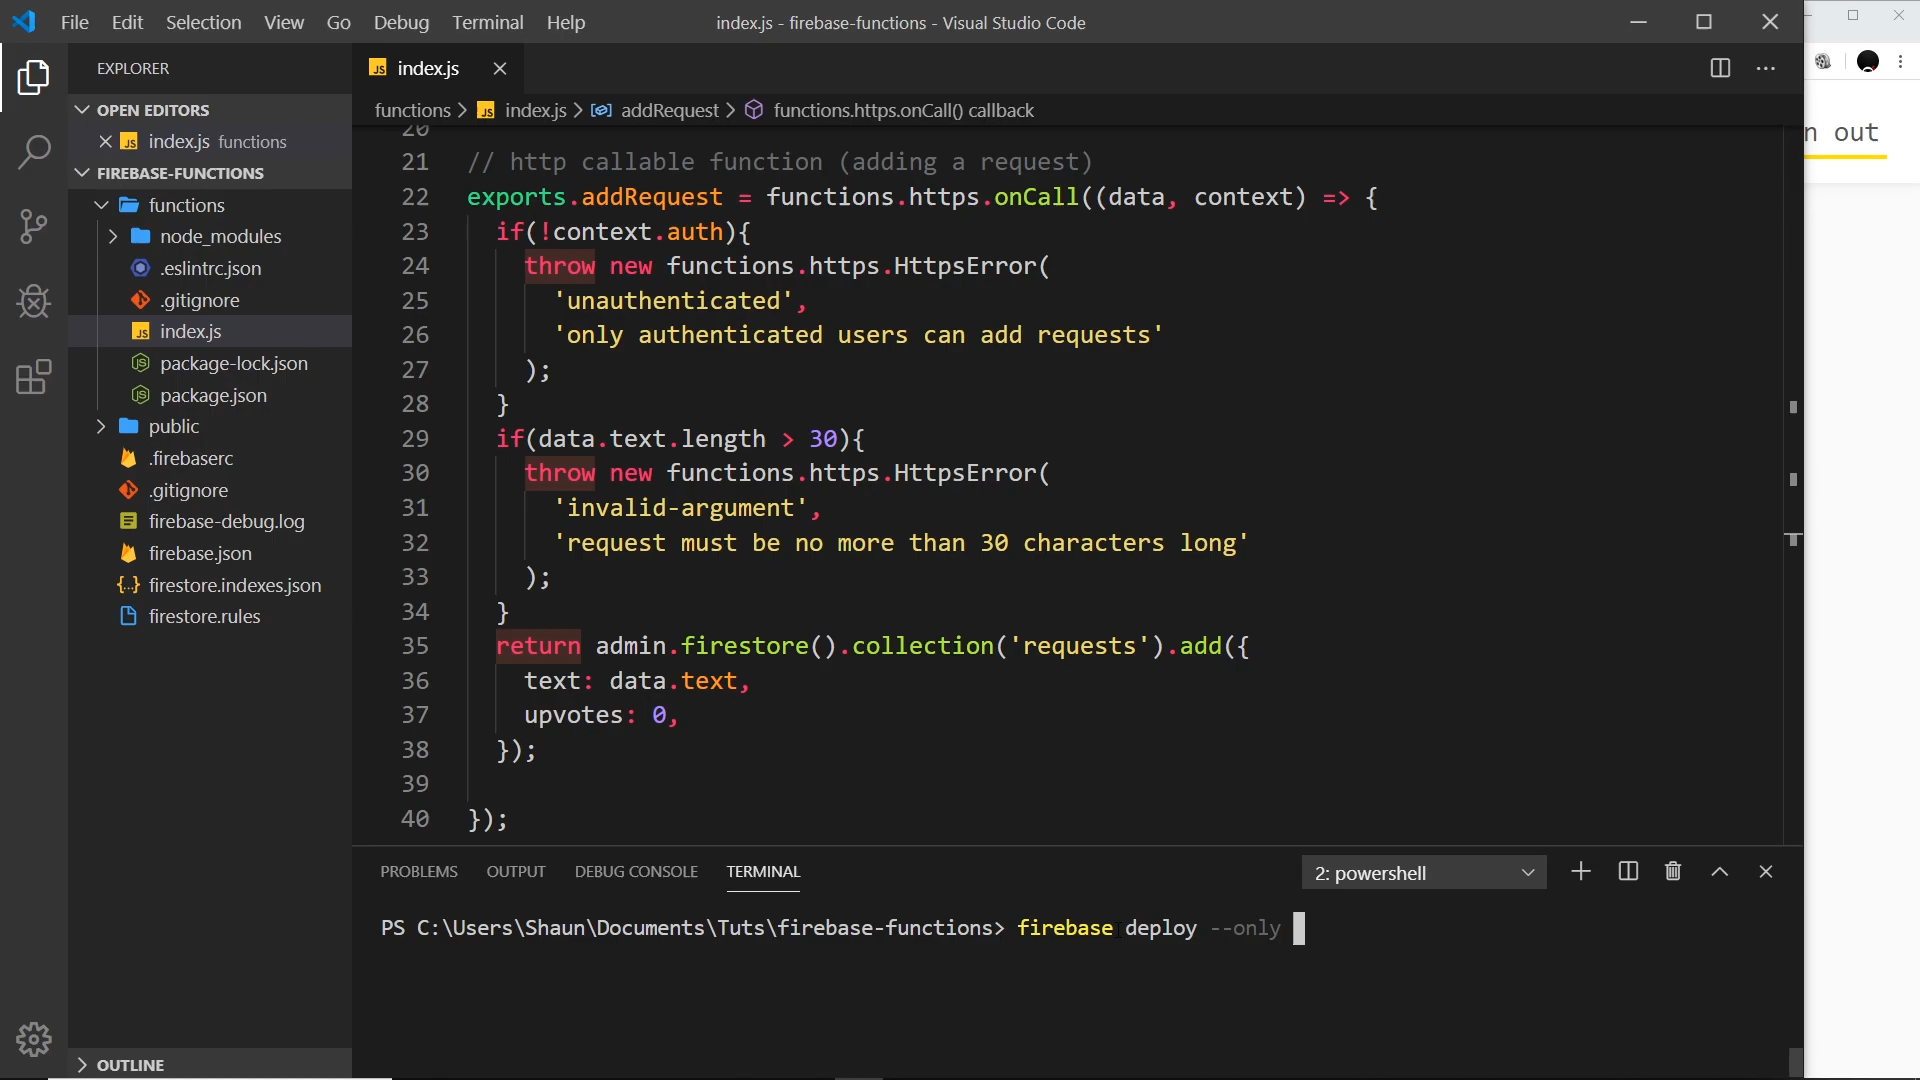 File Edit Selection View Go Debug Terminal Help
index.js - firebase-functions - Visual Studio Code
EXPLORER
OPEN EDITORS
index.js functions
FIREBASE-FUNCTIONS
functions
node_modules
.eslintrc.json
.gitignore
index.js
package-lock.json
package.json
public
.firebaserc
.gitignore
firebase-debug.log
firebase.json
firestore.indexes.json
firestore.rules
OUTLINE
index.js
functions > index.js > addRequest > functions.https.onCall() callback
20
21 // http callable function (adding a request)
22 exports.addRequest = functions.https.onCall((data, context) => {
23 if(!context.auth){
24 throw new functions.https.HttpsError(
25 'unauthenticated',
26 'only authenticated users can add requests'
27 );
28 }
29 if(data.text.length > 30){
30 throw new functions.https.HttpsError(
31 'invalid-argument',
32 'request must be no more than 30 characters long'
33 );
34 }
35 return admin.firestore().collection('requests').add({
36 text: data.text,
37 upvotes: 0,
38 });
39
40 });
PROBLEMS OUTPUT DEBUG CONSOLE TERMINAL
2: powershell
PS C:\Users\Shaun\Documents\Tuts\firebase-functions> firebase deploy --only
n out